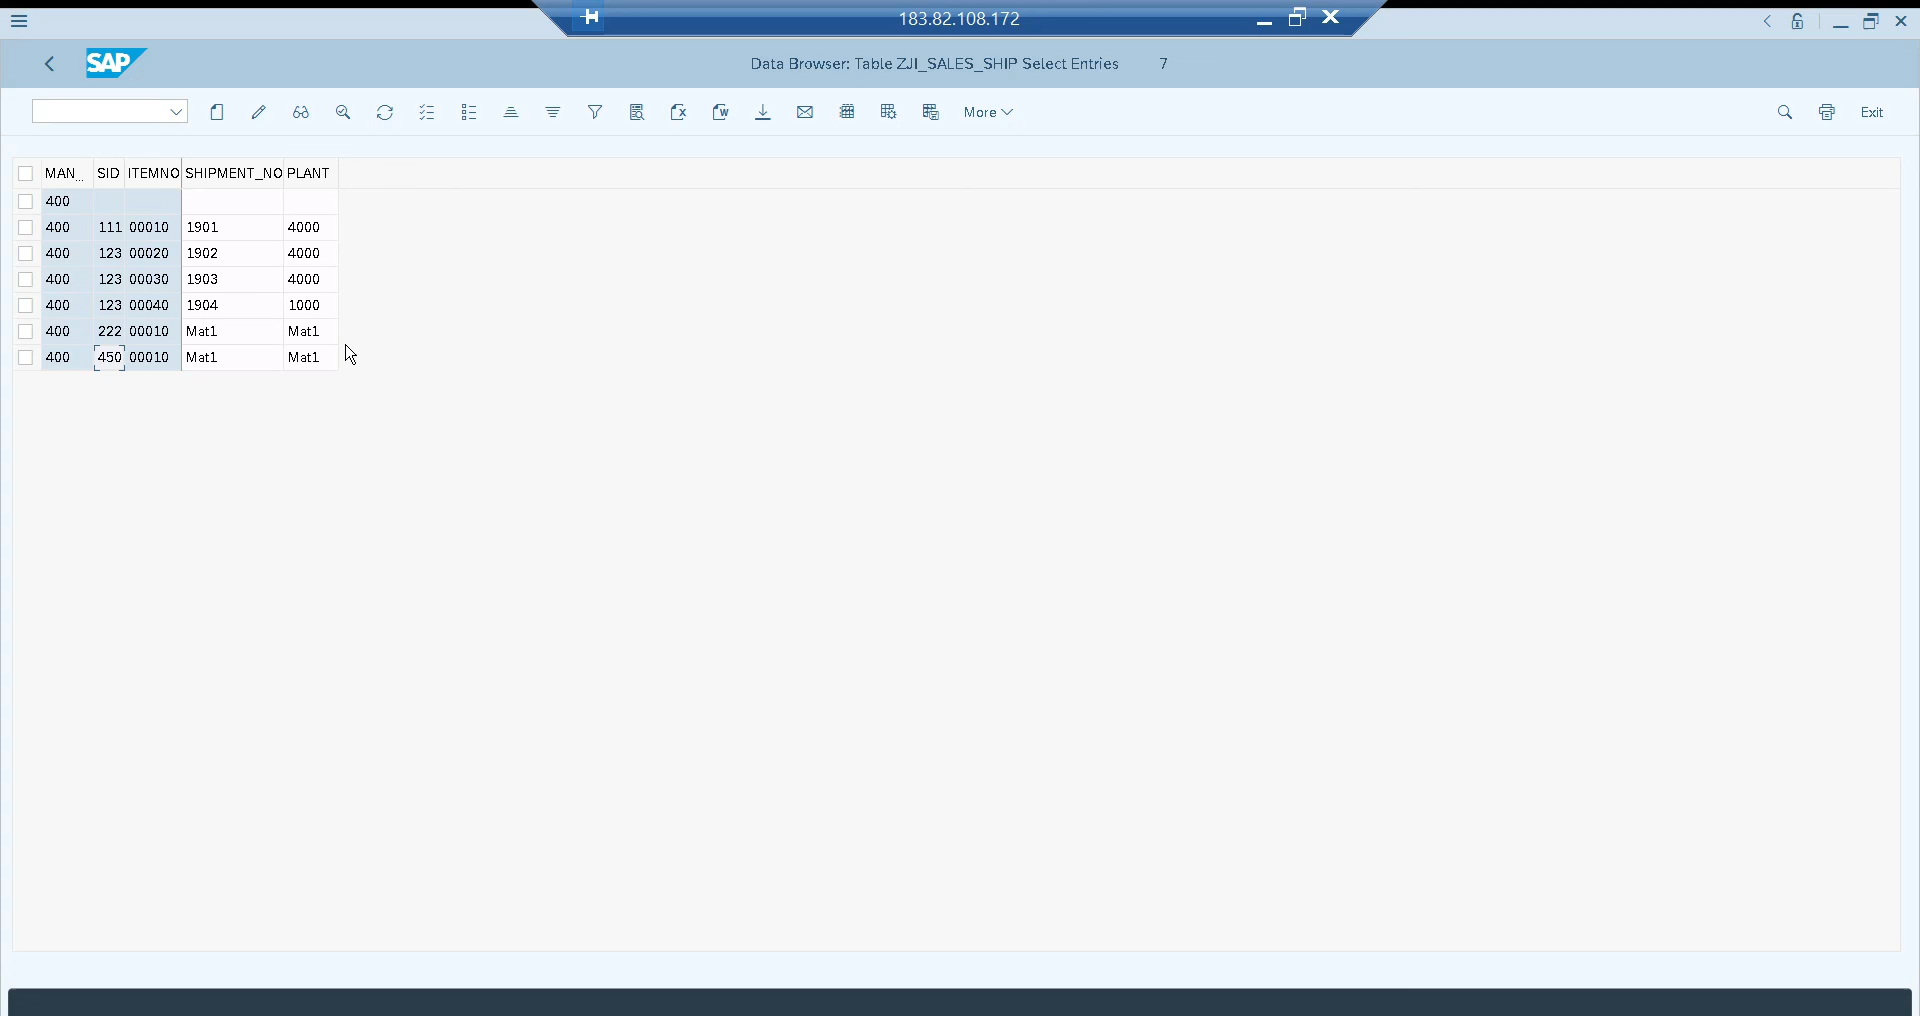 183.82.108.172
SAP
Data Browser: Table ZJI_SALES_SHIP Select Entries 7
More
Exit
MAN.. SID ITEMNO SHIPMENT_NO PLANT
400
400 111 00010 1901 4000
400 123 00020 1902 4000
400 123 00030 1903 4000
400 123 00040 1904 1000
400 222 00010 Mat1 Mat1
400 450 00010 Mat1 Mat1